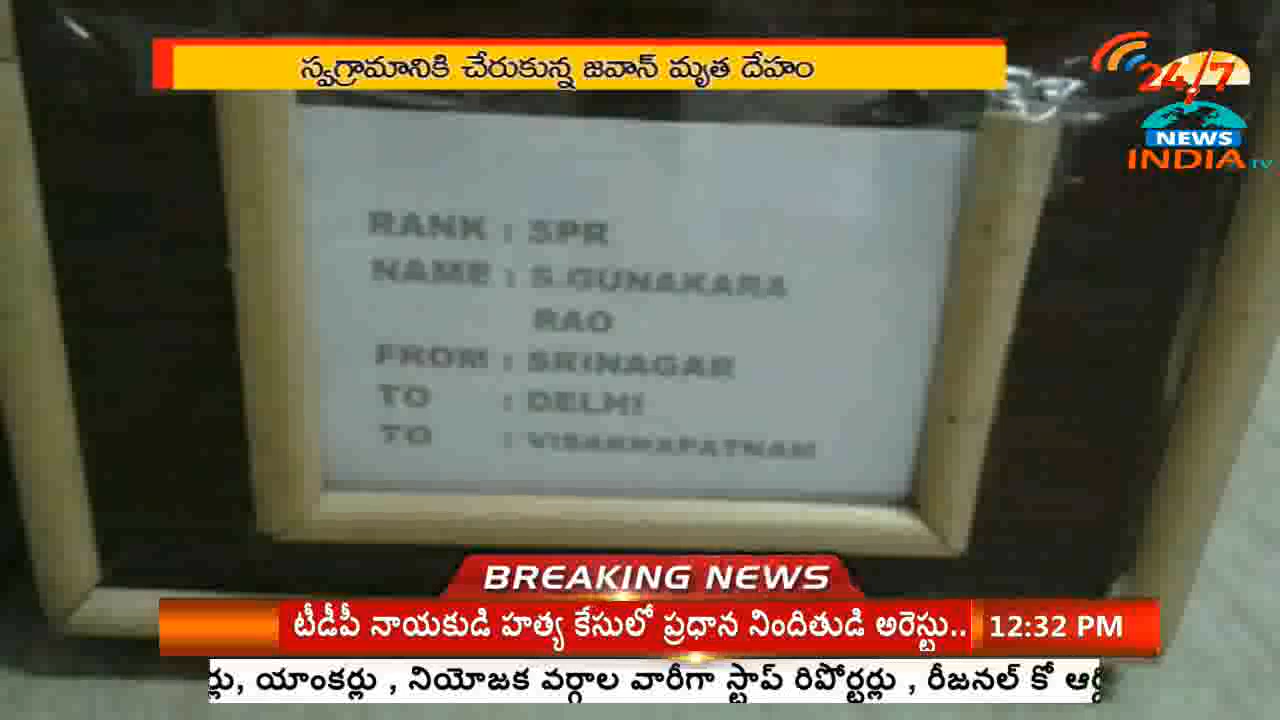 స్వగ్రామానికి చేరుకున్న జవాన్ మృత దేహం
24/7
NEWS
INDIA TV
RANK : SPR
NAME : S.GUNAKARA
RAO
FROM : SRINAGAR
TO : DELHI
TO : VISAKHAPATNAM
BREAKING NEWS
టీడీపీ నాయకుడి హత్య కేసులో ప్రధాన నిందితుడి అరెస్టు.. 12:32 PM
ర్లు, యాంకర్లు , నియోజక వర్గాల వారీగా స్టాప్ రిపోర్టర్లు , రీజనల్ కో